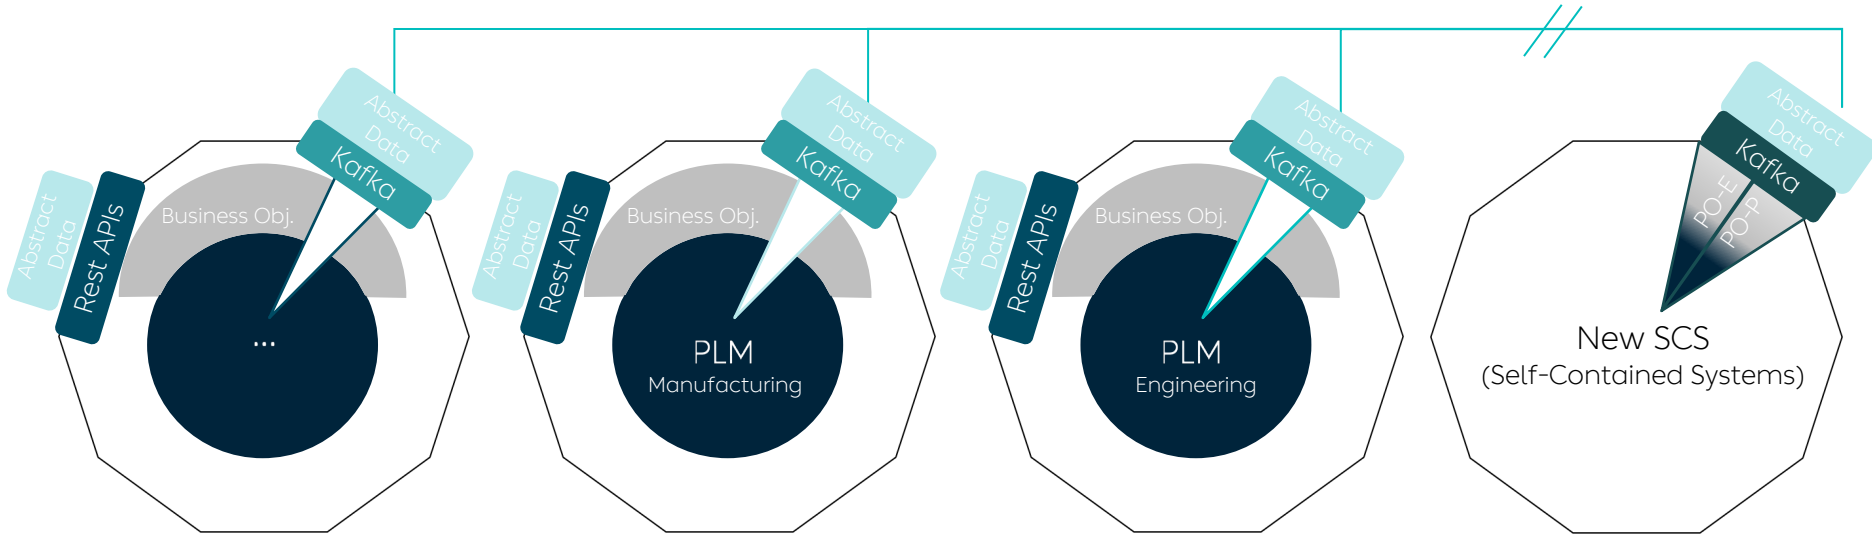 Abstract
Data
Rest APIs
Business Obj.
Kafka
Abstract
Data
...
Abstract
Data
Rest APIs
Business Obj.
Kafka
Abstract
Data
PLM
Manufacturing
Abstract
Data
Rest APIs
Business Obj.
Kafka
Abstract
Data
PLM
Engineering
Abstract
Data
Kafka
PO-E
PO-P
New SCS
(Self-Contained Systems)